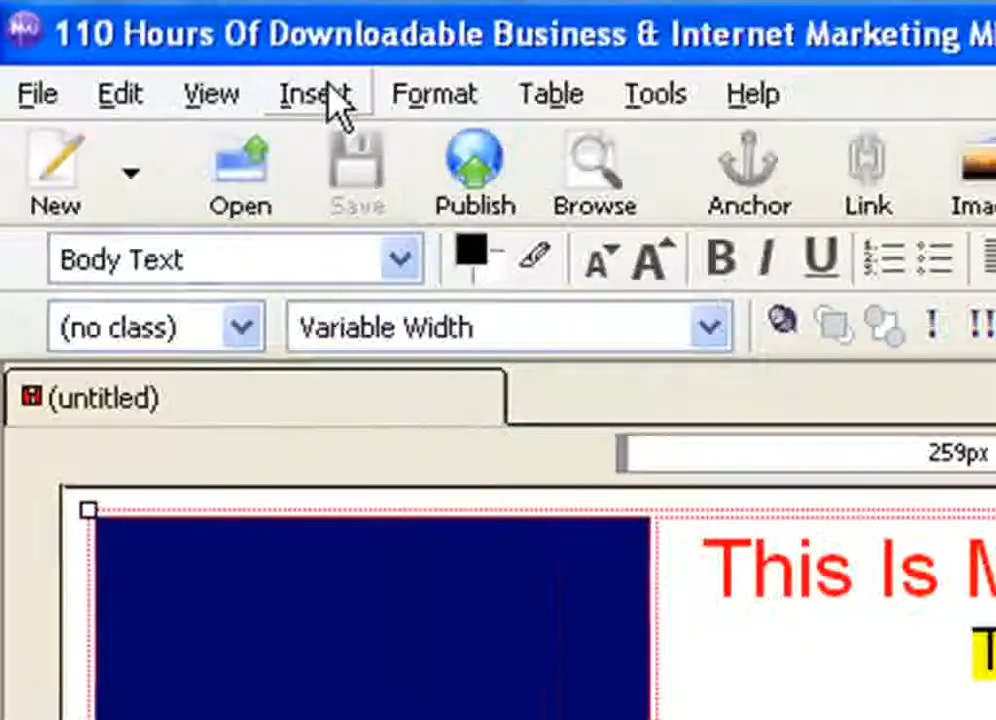 110 Hours Of Downloadable Business & Internet Marketing M
File Edit View Insert Format Table Tools Help
New Open Save Publish Browse Anchor Link Ima
Body Text A A B I U
(no class) Variable Width ! !!
(untitled)
259px
This Is M
T